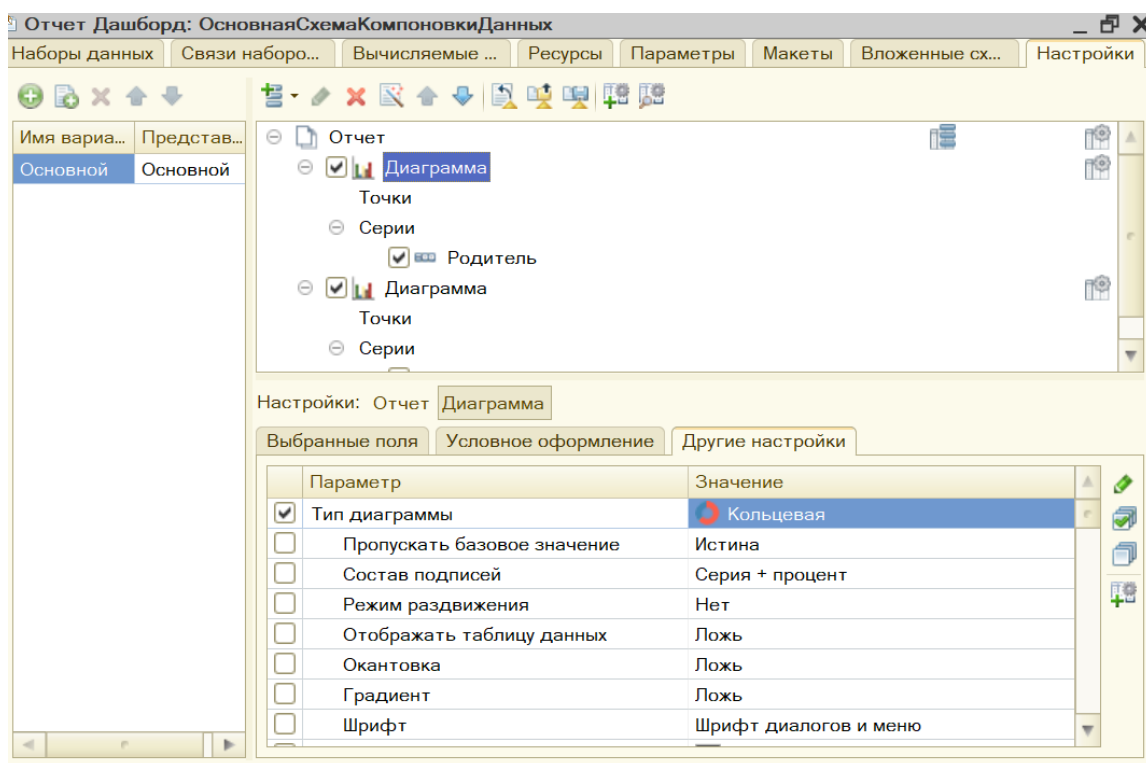 Отчет Дашборд: ОсновнаяСхемаКомпоновкиДанных
Наборы данных Связи наборо... Вычисляемые ... Ресурсы Параметры Макеты Вложенные сх... Настройки
Имя вариа... Представ...
Основной Основной
Отчет
Диаграмма
Точки
Серии
Родитель
Диаграмма
Точки
Серии
Настройки: Отчет Диаграмма
Выбранные поля Условное оформление Другие настройки
Параметр Значение
Тип диаграммы Кольцевая
Пропускать базовое значение Истина
Состав подписей Серия + процент
Режим раздвижения Нет
Отображать таблицу данных Ложь
Окантовка Ложь
Градиент Ложь
Шрифт Шрифт диалогов и меню